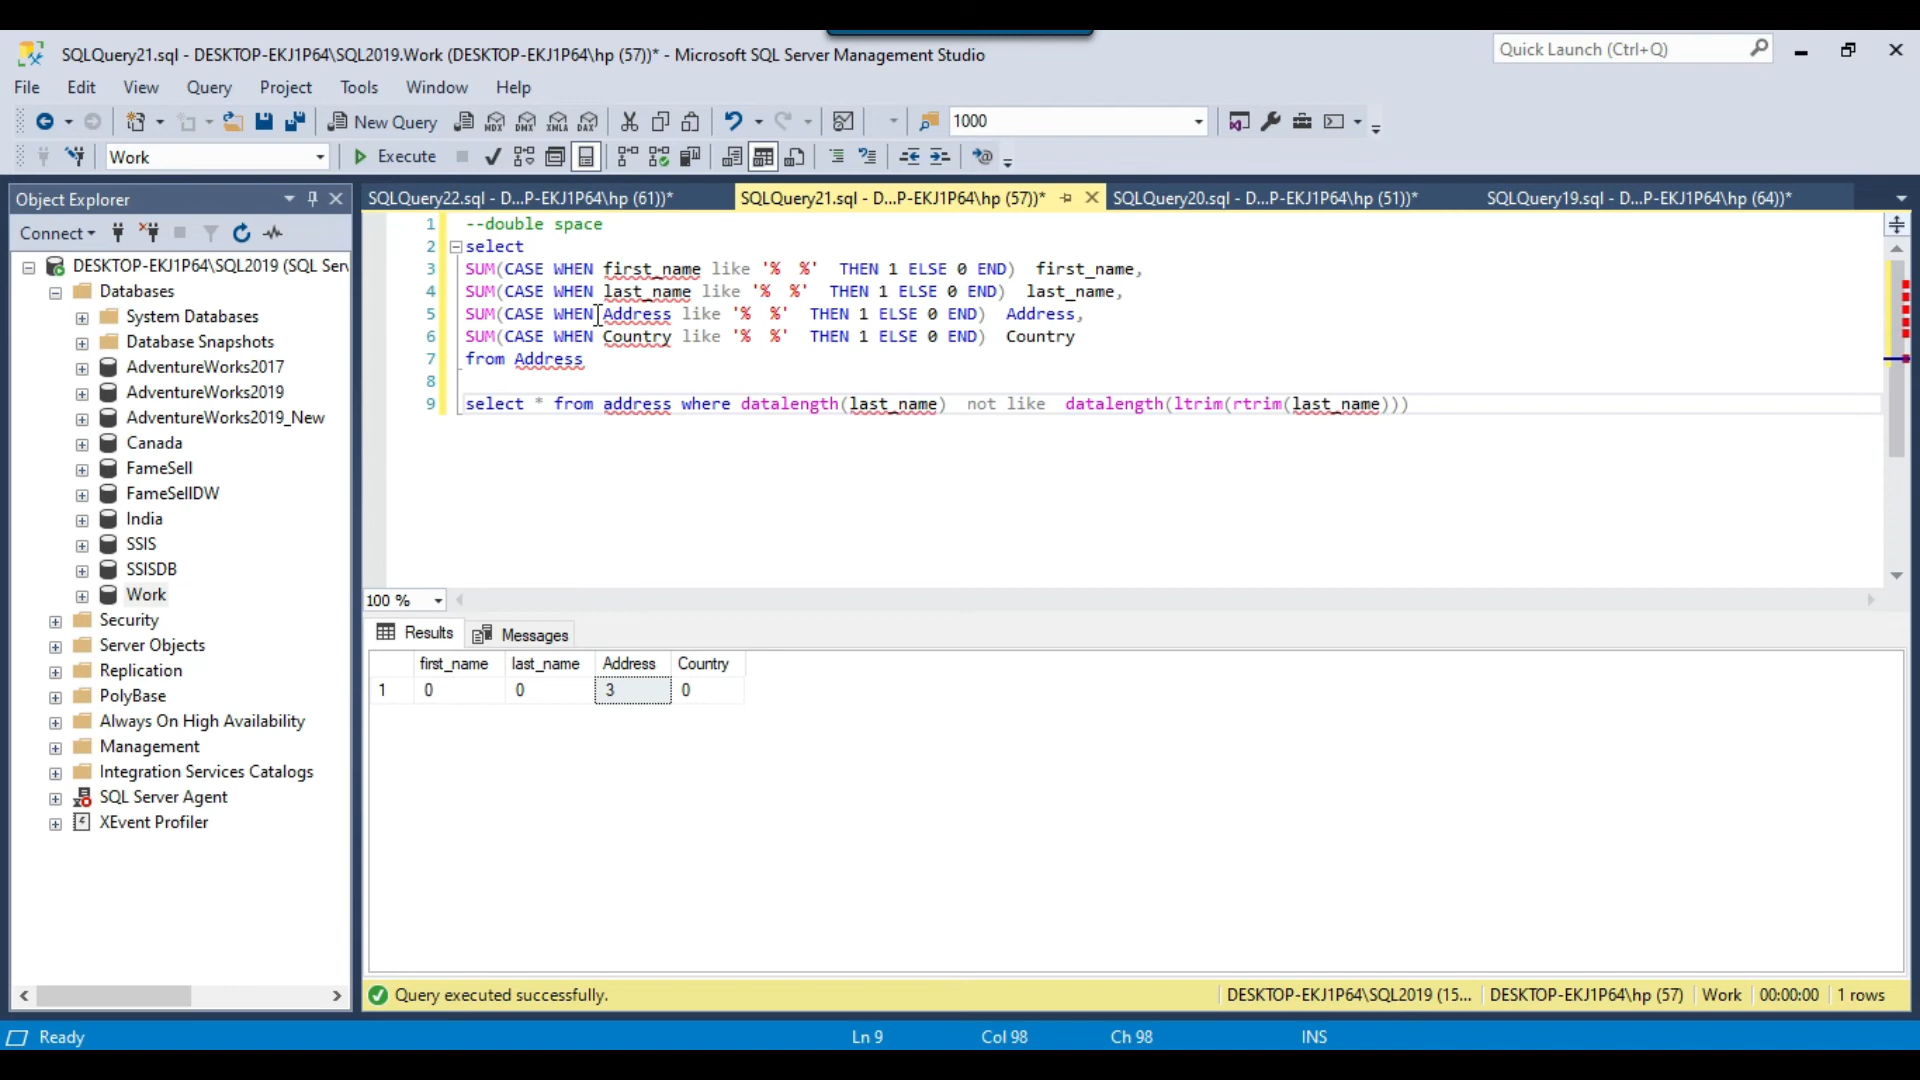 SQLQuery21.sql - DESKTOP-EKJ1P64\SQL2019.Work (DESKTOP-EKJ1P64\hp (57))* - Microsoft SQL Server Management Studio
Quick Launch (Ctrl+Q)
File Edit View Query Project Tools Window Help
New Query MDX DMX XMLA DAX 1000
Work Execute
Object Explorer
SQLQuery22.sql - D...P-EKJ1P64\hp (61))* SQLQuery21.sql - D...P-EKJ1P64\hp (57))* SQLQuery20.sql - D...P-EKJ1P64\hp (51))* SQLQuery19.sql - D...P-EKJ1P64\hp (64))*
Connect
DESKTOP-EKJ1P64\SQL2019 (SQL Ser
Databases
System Databases
Database Snapshots
AdventureWorks2017
AdventureWorks2019
AdventureWorks2019_New
Canada
FameSell
FameSellDW
India
SSIS
SSISDB
Work
Security
Server Objects
Replication
PolyBase
Always On High Availability
Management
Integration Services Catalogs
SQL Server Agent
XEvent Profiler
1 --double space
2 select
3 SUM(CASE WHEN first_name like '%  %'  THEN 1 ELSE 0 END)  first_name,
4 SUM(CASE WHEN last_name like '%  %'  THEN 1 ELSE 0 END)  last_name,
5 SUM(CASE WHEN Address like '%  %'  THEN 1 ELSE 0 END)  Address,
6 SUM(CASE WHEN Country like '%  %'  THEN 1 ELSE 0 END)  Country
7 from Address
8
9 select * from address where datalength(last_name)  not like  datalength(ltrim(rtrim(last_name)))
100 %
Results Messages
first_name last_name Address Country
1 0 0 3 0
Query executed successfully. DESKTOP-EKJ1P64\SQL2019 (15... DESKTOP-EKJ1P64\hp (57) Work 00:00:00 1 rows
Ready Ln 9 Col 98 Ch 98 INS